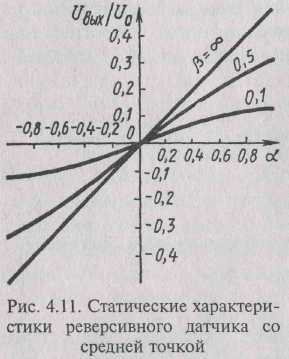 Uвых/U₀
0,4
0,3
0,2
0,1
β=∞
0,5
0,1
-0,8 -0,6 -0,4 -0,2
0,2 0,4 0,6 0,8 α
-0,1
-0,2
-0,3
-0,4
Рис. 4.11. Статические характери-
стики реверсивного датчика со
средней точкой